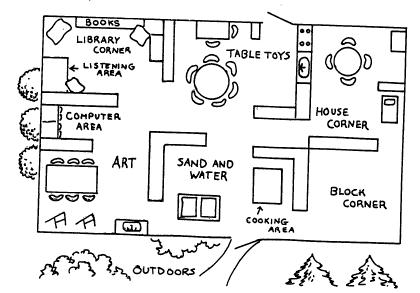 BOOKS
LIBRARY
CORNER
LISTENING
AREA
TABLE TOYS
COMPUTER
AREA
HOUSE
CORNER
ART
SAND AND
WATER
BLOCK
CORNER
COOKING
AREA
OUTDOORS